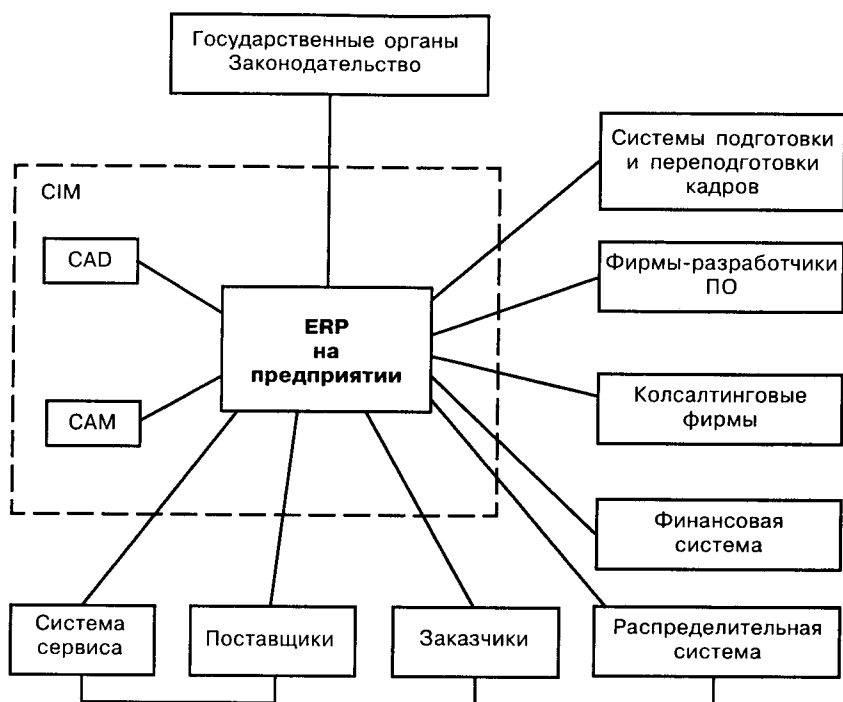 Государственные органы
Законодательство
Системы подготовки
и переподготовки
кадров
CIM
CAD
Фирмы-разработчики
ПО
ERP
на
предприятии
CAM
Колсалтинговые
фирмы
Финансовая
система
Система
сервиса
Поставщики
Заказчики
Распределительная
система